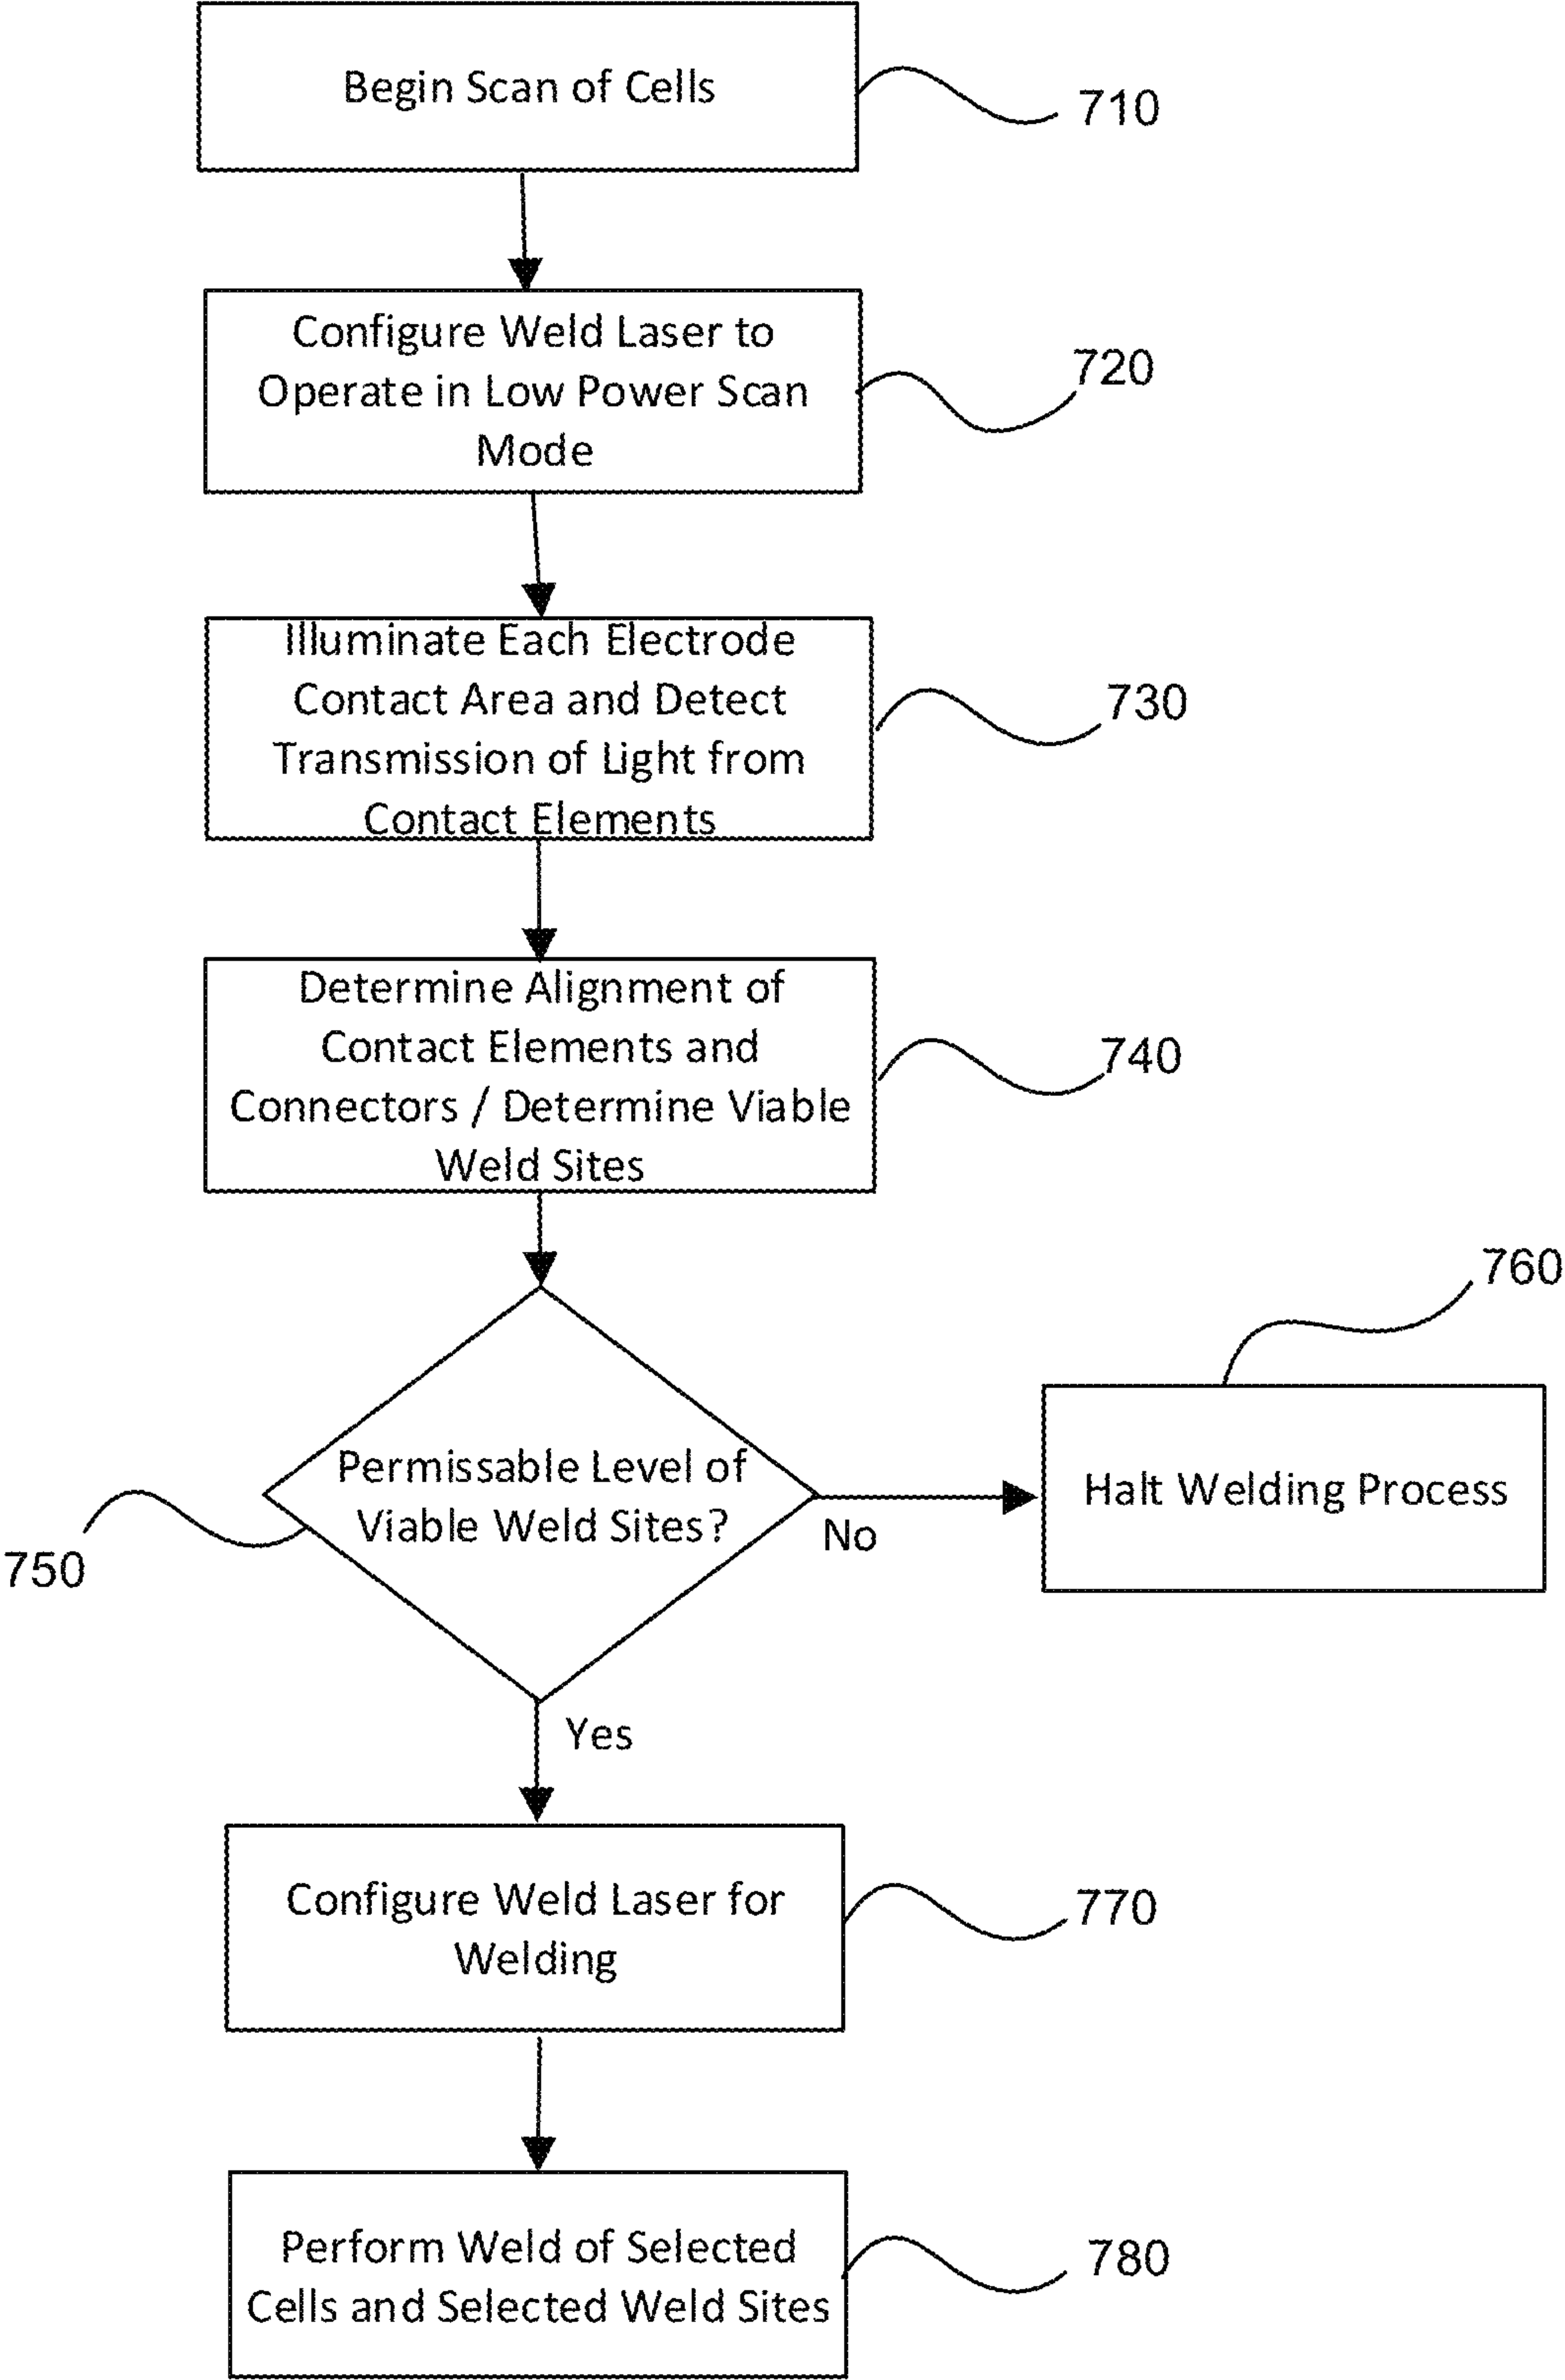 Begin Scan of Cells
710
Configure Weld Laser to
Operate in Low Power Scan
Mode
720
Illuminate Each Electrode
Contact Area and Detect
Transmission of Light from
Contact Elements
730
Determine Alignment of
Contact Elements and
Connectors / Determine Viable
Weld Sites
740
Permissable Level of
Viable Weld Sites?
750
No
760
Halt Welding Process
Yes
Configure Weld Laser for
Welding
770
Perform Weld of Selected
Cells and Selected Weld Sites
780